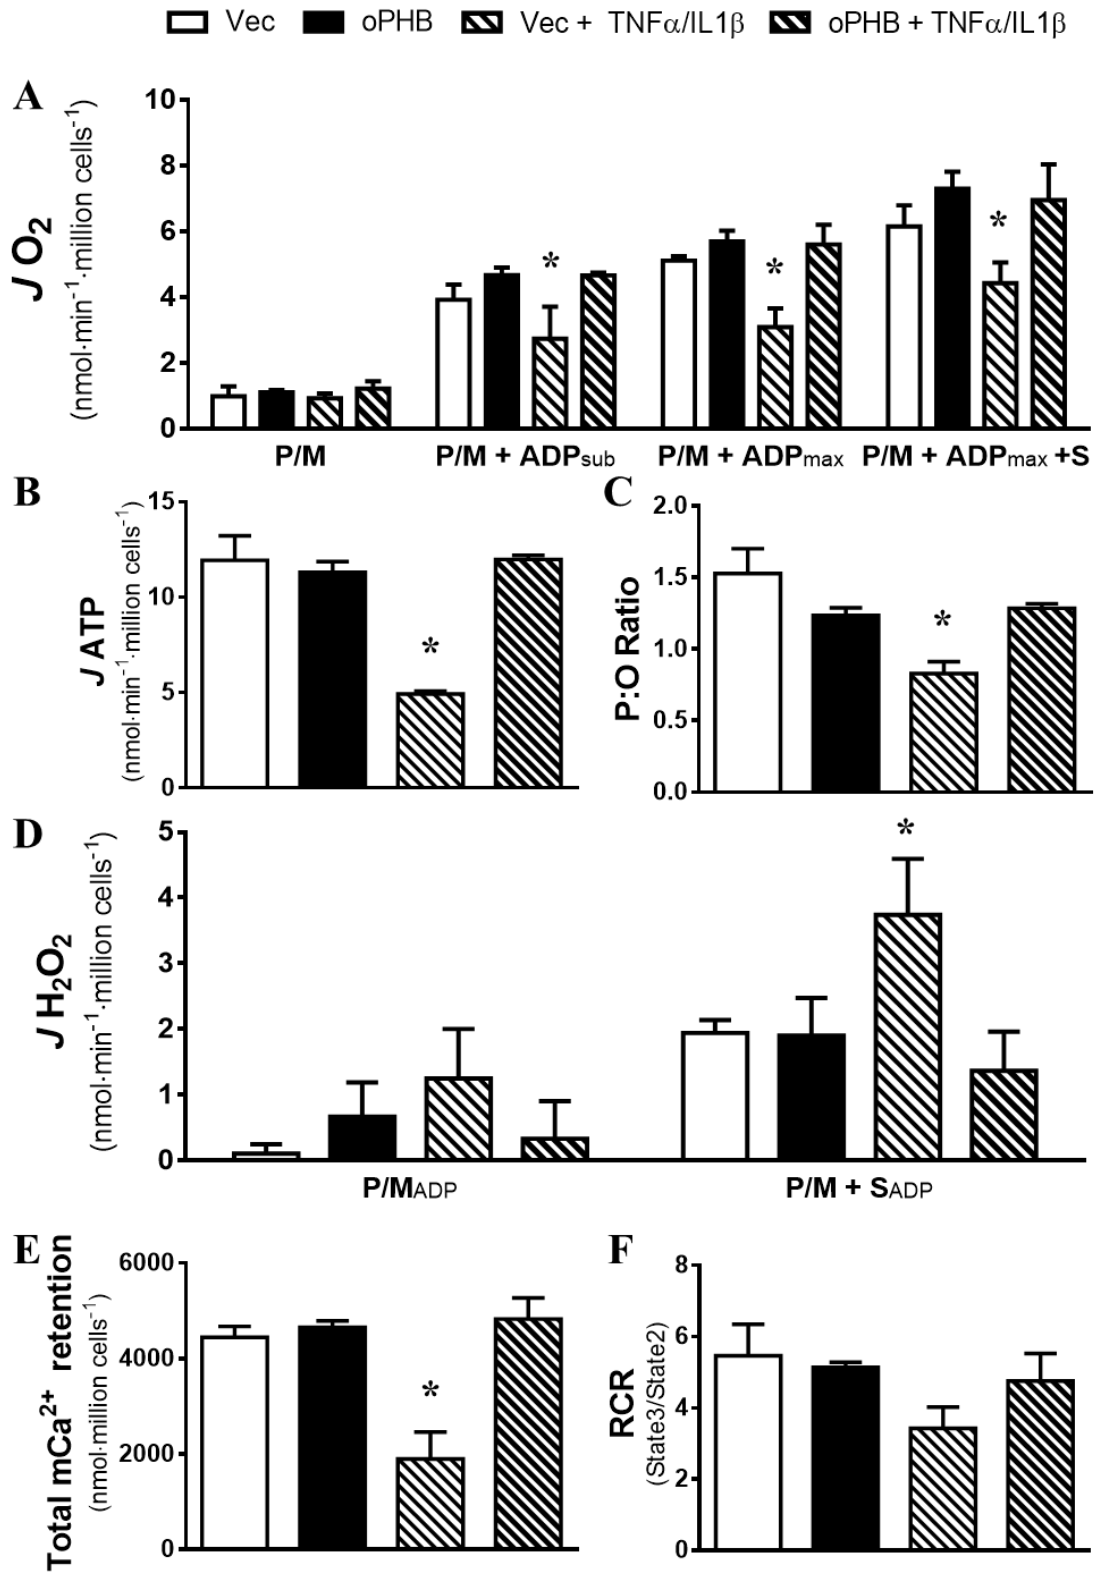 Vec oPHB Vec + TNFα/IL1β oPHB + TNFα/IL1β
A
J O₂
(nmol·min⁻¹·million cells⁻¹)
10
8
6
4
2
0
* * *
P/M P/M + ADPsub P/M + ADPmax P/M + ADPmax +S
B
J ATP
(nmol·min⁻¹·million cells⁻¹)
15
10
5
0
*
C
P:O Ratio
2.0
1.5
1.0
0.5
0.0
*
D
J H₂O₂
(nmol·min⁻¹·million cells⁻¹)
5
4
3
2
1
0
*
P/MADP P/M + SADP
E
Total mCa²⁺ retention
(nmol·million cells⁻¹)
6000
4000
2000
0
*
F
RCR
(State3/State2)
8
6
4
2
0